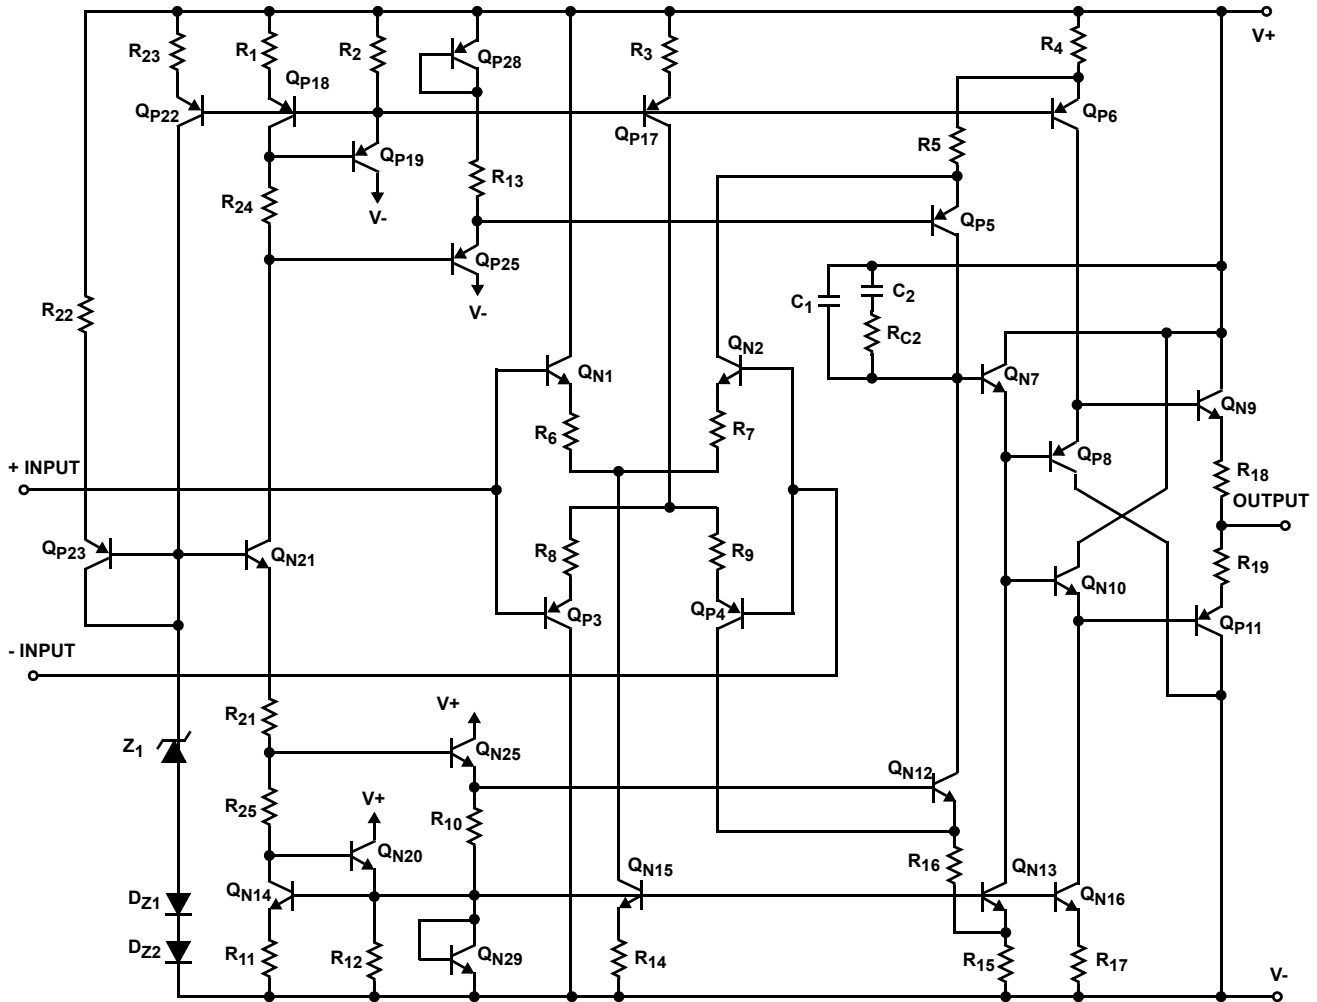 V+
R23
R1
R2
R3
R4
QP28
QP18
QP22
QP17
QP6
QP19
R5
R13
R24
V-
QP5
QP25
V-
R22
C1
C2
RC2
QN1
QN2
QN7
QN9
R6
R7
QP8
+ INPUT
R18
OUTPUT
QP23
QN21
R8
R9
R19
QN10
QP3
QP4
QP11
- INPUT
V+
R21
Z1
QN25
QN12
V+
R25
R10
QN20
R16
QN15
QN13
QN14
QN16
DZ1
DZ2
R11
R12
QN29
R14
R15
R17
V-